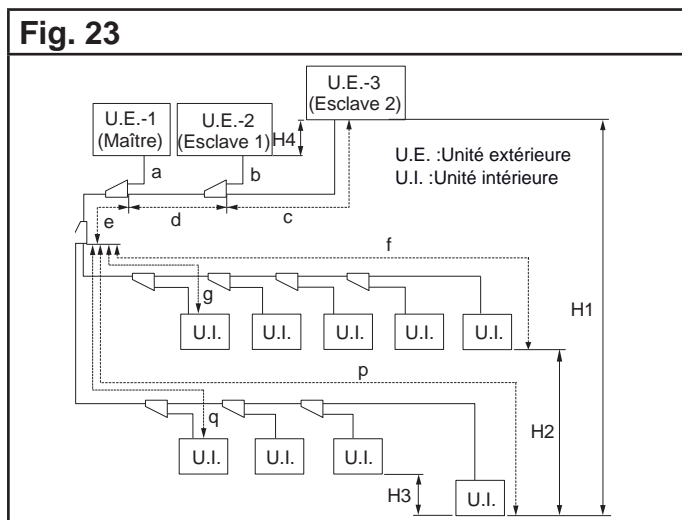 Fig. 23
U.E.-3
(Esclave 2)
U.E.-1
(Maître)
U.E.-2
(Esclave 1)
H4
U.E. :Unité extérieure
U.I. :Unité intérieure
a
b
e
d
c
f
g
H1
U.I.
U.I.
U.I.
U.I.
U.I.
p
H2
q
U.I.
U.I.
U.I.
H3
U.I.